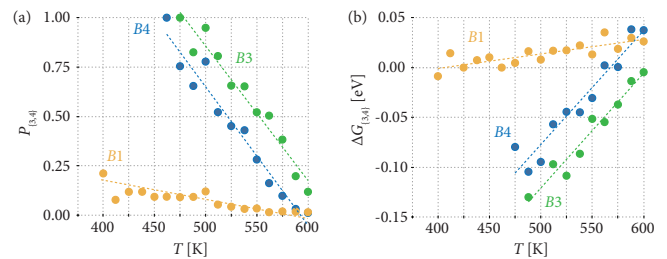 (a)
1.00
0.75
0.50
0.25
0.00
P{3,4}
B4
B3
B1
400 450 500 550 600
T [K]
(b)
0.05
0.00
-0.05
-0.10
-0.15
ΔG{3,4} [eV]
B1
B4
B3
400 450 500 550 600
T [K]